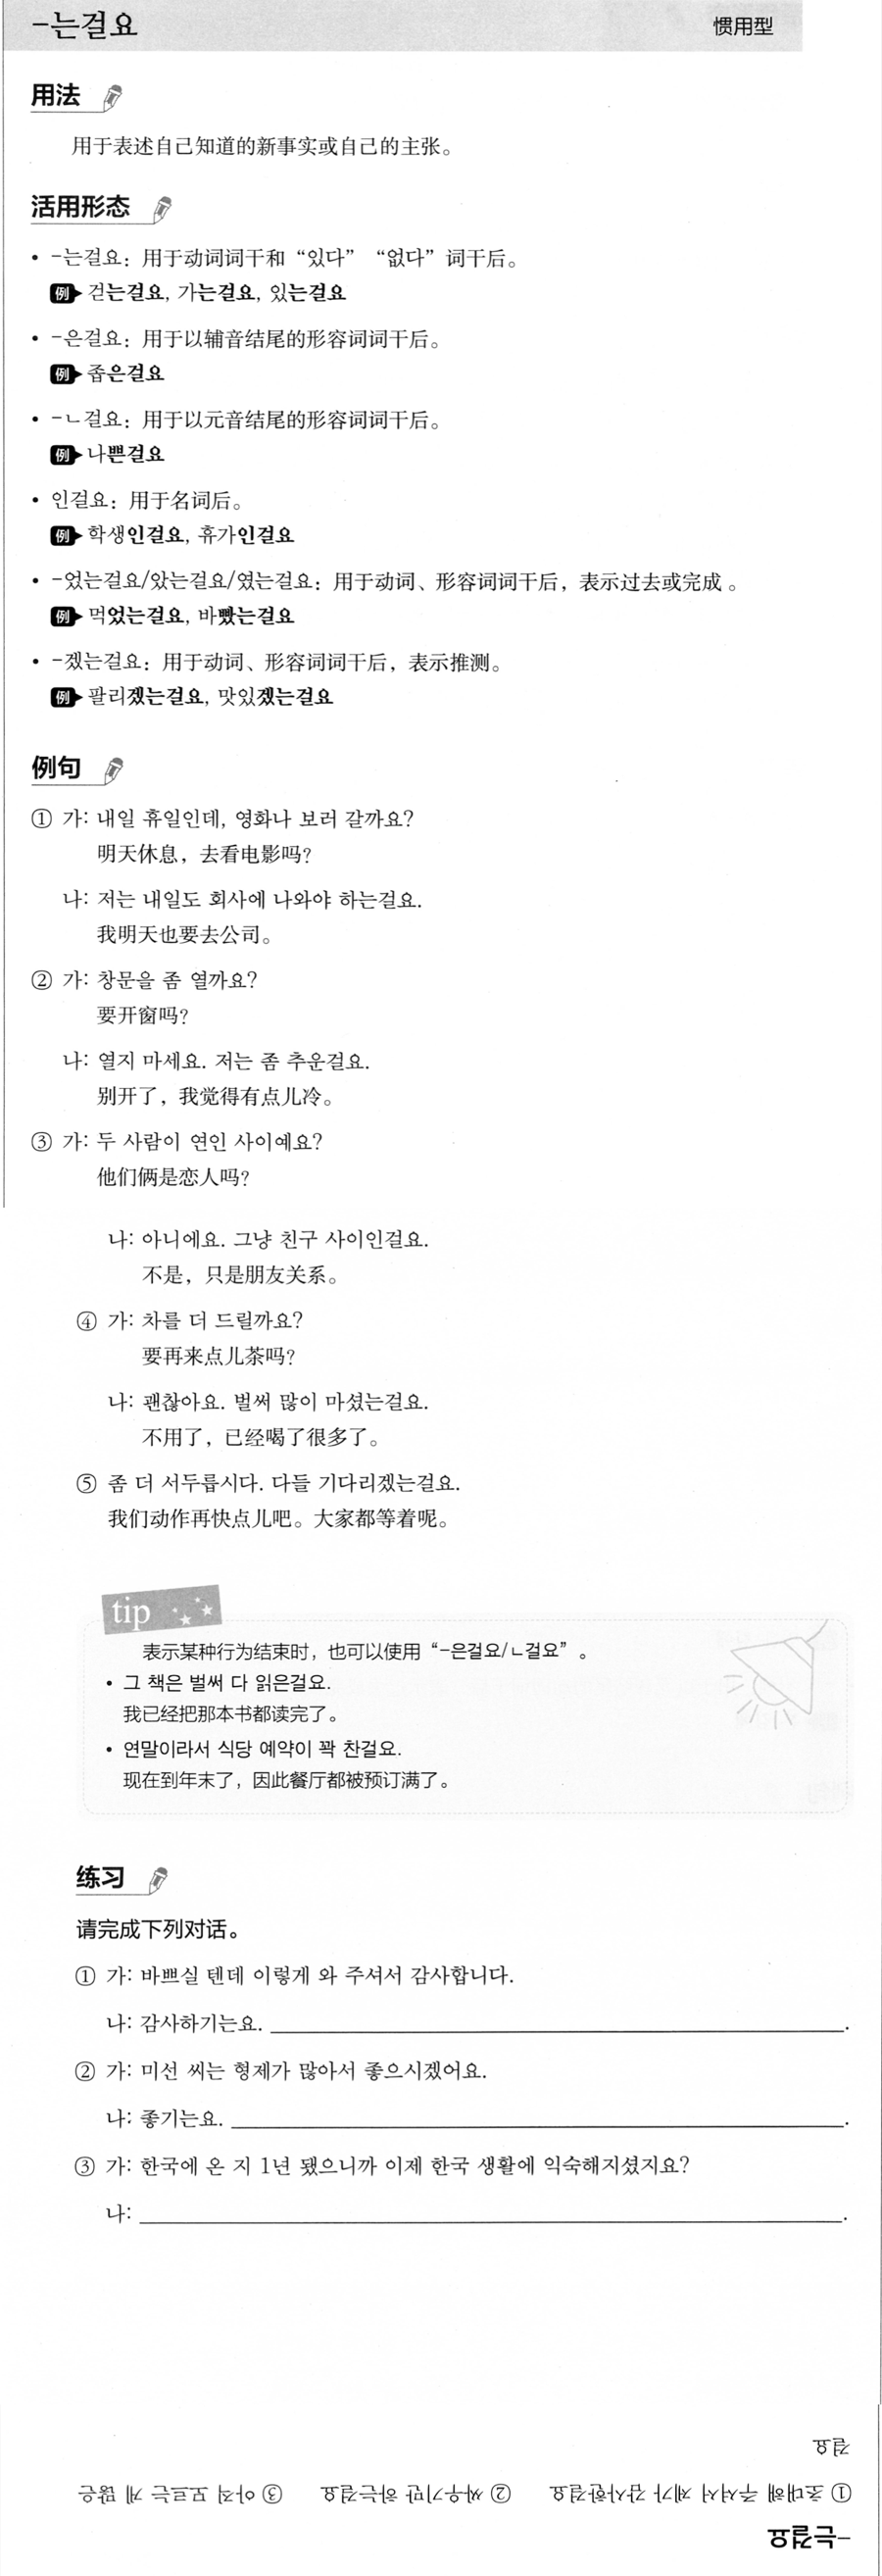 -는걸요 惯用型
用法
用于表述自己知道的新事实或自己的主张。
活用形态
• -는걸요：用于动词词干和“있다”“없다”词干后。
例 걷는걸요, 가는걸요, 있는걸요
• -은걸요：用于以辅音结尾的形容词词干后。
例 좁은걸요
• -ㄴ걸요：用于以元音结尾的形容词词干后。
例 나쁜걸요
• 인걸요：用于名词后。
例 학생인걸요, 휴가인걸요
• -었는걸요/았는걸요/였는걸요：用于动词、形容词词干后，表示过去或完成 。
例 먹었는걸요, 바빴는걸요
• -겠는걸요：用于动词、形容词词干后，表示推测。
例 팔리겠는걸요, 맛있겠는걸요
例句
① 가: 내일 휴일인데, 영화나 보러 갈까요?
明天休息，去看电影吗?
나: 저는 내일도 회사에 나와야 하는걸요.
我明天也要去公司。
② 가: 창문을 좀 열까요?
要开窗吗?
나: 열지 마세요. 저는 좀 추운걸요.
别开了，我觉得有点儿冷。
③ 가: 두 사람이 연인 사이예요?
他们俩是恋人吗?
나: 아니에요. 그냥 친구 사이인걸요.
不是，只是朋友关系。
④ 가: 차를 더 드릴까요?
要再来点儿茶吗?
나: 괜찮아요. 벌써 많이 마셨는걸요.
不用了，已经喝了很多了。
⑤ 좀 더 서두릅시다. 다들 기다리겠는걸요.
我们动作再快点儿吧。大家都等着呢。
tip
表示某种行为结束时，也可以使用“-은걸요/ㄴ걸요”。
• 그 책은 벌써 다 읽은걸요.
我已经把那本书都读完了。
• 연말이라서 식당 예약이 꽉 찬걸요.
现在到年末了，因此餐厅都被预订满了。
练习
请完成下列对话。
① 가: 바쁘실 텐데 이렇게 와 주셔서 감사합니다.
나: 감사하기는요. ________.
② 가: 미선 씨는 형제가 많아서 좋으시겠어요.
나: 좋기는요. ________.
③ 가: 한국에 온 지 1년 됐으니까 이제 한국 생활에 익숙해지셨지요?
나: ________.
-는걸요
① 초대해 주셔서 제가 감사한걸요 ② 싸우기만 하는걸요 ③ 아직 모르는 게 많은
걸요